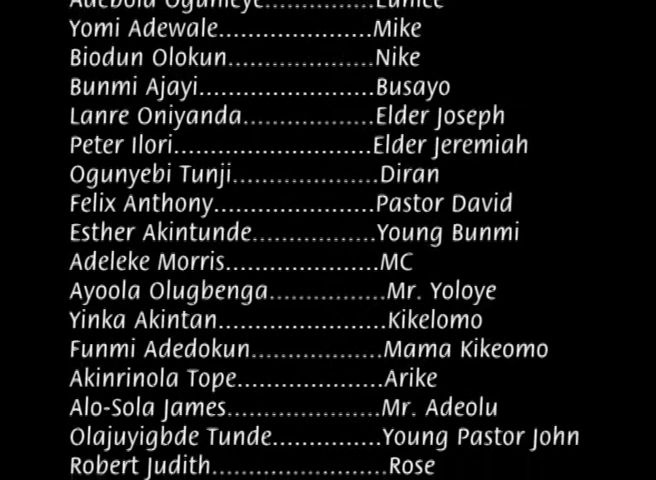 Adebola Ogunleye...............Eunice
Yomi Adewale......................Mike
Biodun Olokun.....................Nike
Bunmi Ajayi.........................Busayo
Lanre Oniyanda...................Elder Joseph
Peter Ilori............................Elder Jeremiah
Ogunyebi Tunji.....................Diran
Felix Anthony.......................Pastor David
Esther Akintunde..................Young Bunmi
Adeleke Morris......................MC
Ayoola Olugbenga.................Mr. Yoloye
Yinka Akintan........................Kikelomo
Funmi Adedokun...................Mama Kikeomo
Akinrinola Tope.....................Arike
Alo-Sola James......................Mr. Adeolu
Olajuyigbde Tunde................Young Pastor John
Robert Judith.........................Rose